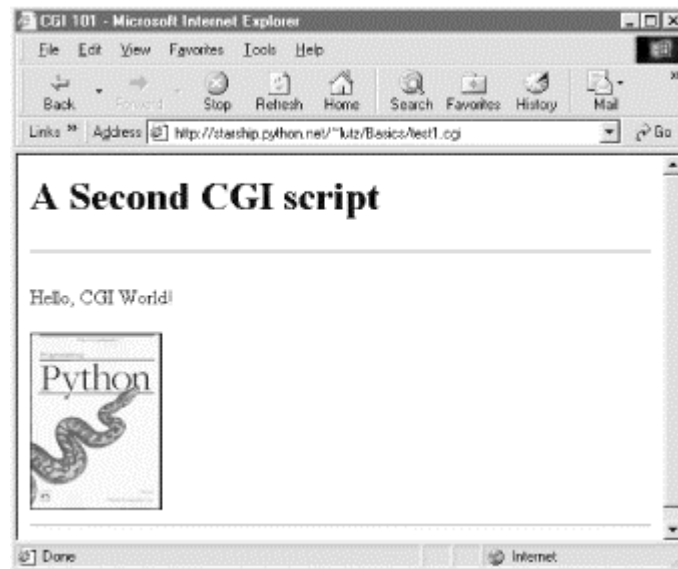 CGI 101 - Microsoft Internet Explorer
File Edit View Favorites Tools Help
Back Forward Stop Refresh Home Search Favorites History Mail »
Links » Address http://starship.python.net/~lutz/Basics/test1.cgi Go
A Second CGI script
Hello, CGI World!
Programming
Python
Done Internet